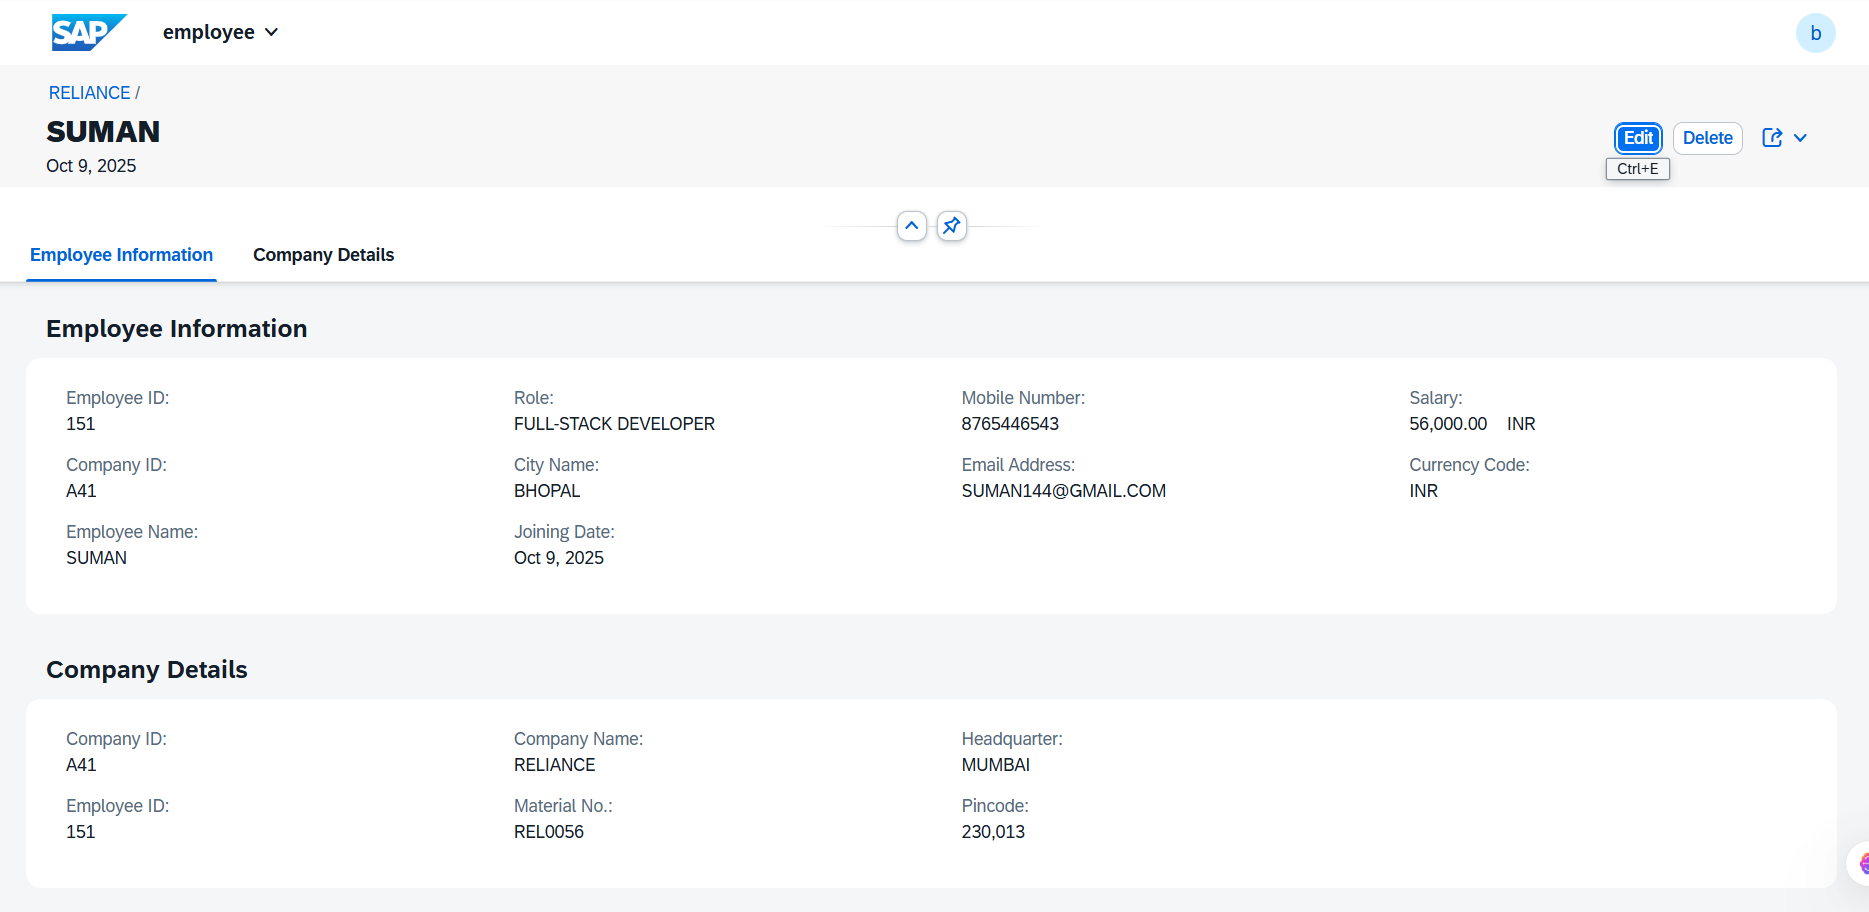 SAP employee b
RELIANCE /
SUMAN
Oct 9, 2025
Edit Delete
Ctrl+E
Employee Information Company Details
Employee Information
Employee ID: Role: Mobile Number: Salary:
151 FULL-STACK DEVELOPER 8765446543 56,000.00 INR
Company ID: City Name: Email Address: Currency Code:
A41 BHOPAL SUMAN144@GMAIL.COM INR
Employee Name: Joining Date:
SUMAN Oct 9, 2025
Company Details
Company ID: Company Name: Headquarter:
A41 RELIANCE MUMBAI
Employee ID: Material No.: Pincode:
151 REL0056 230,013